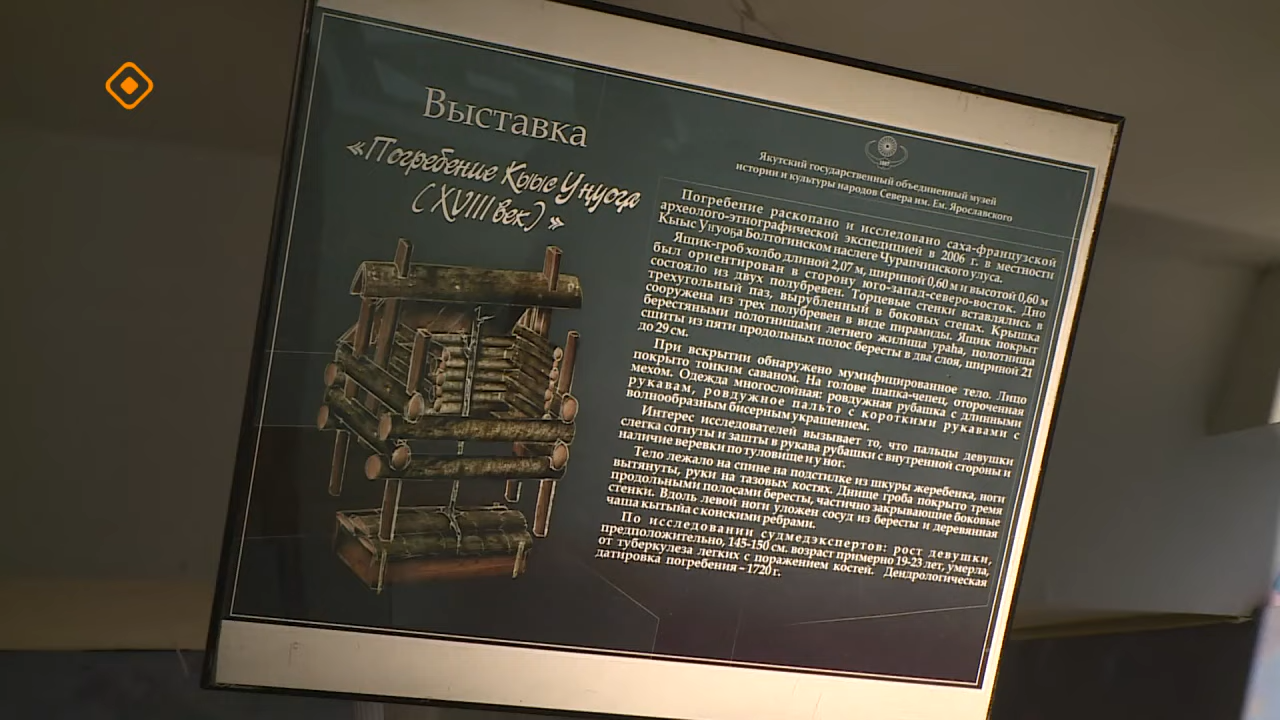 Выставка
«Погребение Кыыс Уҥуоҕа
(XVIII век)»
Якутский государственный объединенный музей
истории и культуры народов Севера им. Ем. Ярославского
Погребение раскопано и исследовано саха-французской
археолого-этнографической экспедицией в 2006 г. в местности
Кыыс Уҥуоҕа Болтогинском наслеге Чурапчинского улуса.
Ящик-гроб холбо длиной 2,07 м, шириной 0,60 м и высотой 0,60 м
был ориентирован в сторону юго-запад-северо-восток. Дно
состояло из двух полубревен. Торцевые стенки вставлялись в
трехугольный паз, вырубленный в боковых стенах. Крышка
сооружена из трех полубревен в виде пирамиды. Ящик покрыт
берестяными полотнищами летнего жилища ураһа, полотнища
сшиты из пяти продольных полос бересты в два слоя, шириной 21
до 29 см.
При вскрытии обнаружено мумифицированное тело. Лицо
покрыто тонким саваном. На голове шапка-чепец, отороченная
мехом. Одежда многослойная: ровдужная рубашка с длинными
рукавам, ровдужное пальто с короткими рукавами с
волнообразным бисерным украшением.
Интерес исследователей вызывает то, что пальцы девушки
слегка согнуты и зашты в рукава рубашки с внутренной стороны и
наличие веревки по туловище и у ног.
Тело лежало на спине на подстилке из шкуры жеребенка, ноги
вытянуты, руки на тазовых костях. Днище гроба покрыто тремя
продольными полосами бересты, частично закрывающие боковые
стенки. Вдоль левой ноги уложен сосуд из бересты и деревянная
чаша кытыйа с конскими ребрами.
По исследовании судмедэкспертов: рост девушки,
предположительно, 145-150 см. возраст примерно 19-23 лет, умерла,
от туберкулеза легких с поражением костей. Дендрологическая
датировка погребения – 1720 г.